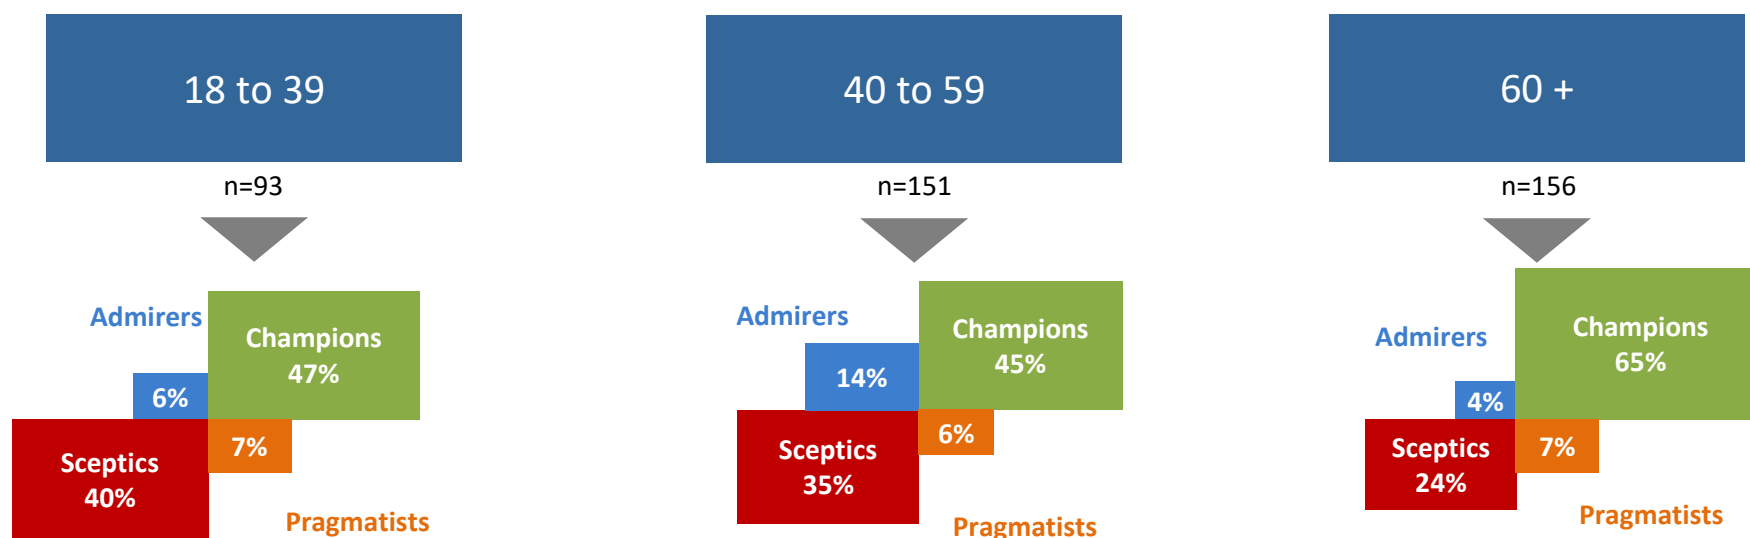 18 to 39
n=93
Admirers
Champions
47%
6%
Sceptics
40%
7%
Pragmatists
40 to 59
n=151
Admirers
Champions
45%
14%
Sceptics
35%
6%
Pragmatists
60 +
n=156
Admirers
Champions
65%
4%
Sceptics
24%
7%
Pragmatists